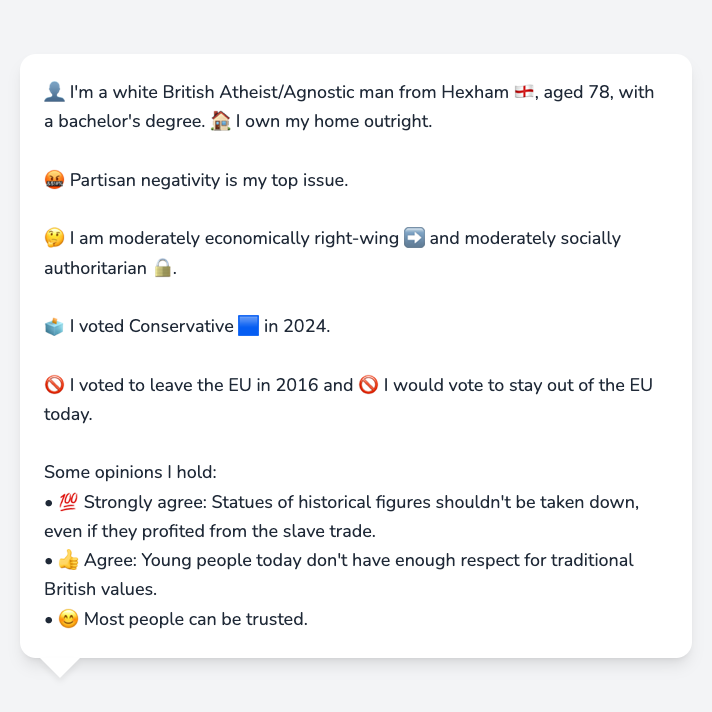 👤 I'm a white British Atheist/Agnostic man from Hexham 🏴󠁧󠁢󠁥󠁮󠁧󠁿, aged 78, with
a bachelor's degree. 🏠 I own my home outright.
🤬 Partisan negativity is my top issue.
🤔 I am moderately economically right-wing ➡️ and moderately socially
authoritarian 🔒.
🗳️ I voted Conservative 🟦 in 2024.
🚫 I voted to leave the EU in 2016 and 🚫 I would vote to stay out of the EU
today.
Some opinions I hold:
• 💯 Strongly agree: Statues of historical figures shouldn't be taken down,
even if they profited from the slave trade.
• 👍 Agree: Young people today don't have enough respect for traditional
British values.
• 😊 Most people can be trusted.